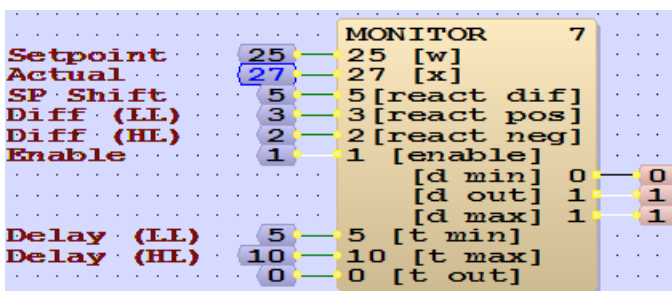 MONITOR 7
Setpoint 25 25 [w]
Actual 27 27 [x]
SP Shift 5 5[react dif]
Diff (LL) 3 3[react pos]
Diff (HL) 2 2[react neg]
Enable 1 1 [enable]
[d min] 0 0
[d out] 1 1
[d max] 1 1
Delay (LL) 5 5 [t min]
Delay (HL) 10 10 [t max]
0 0 [t out]